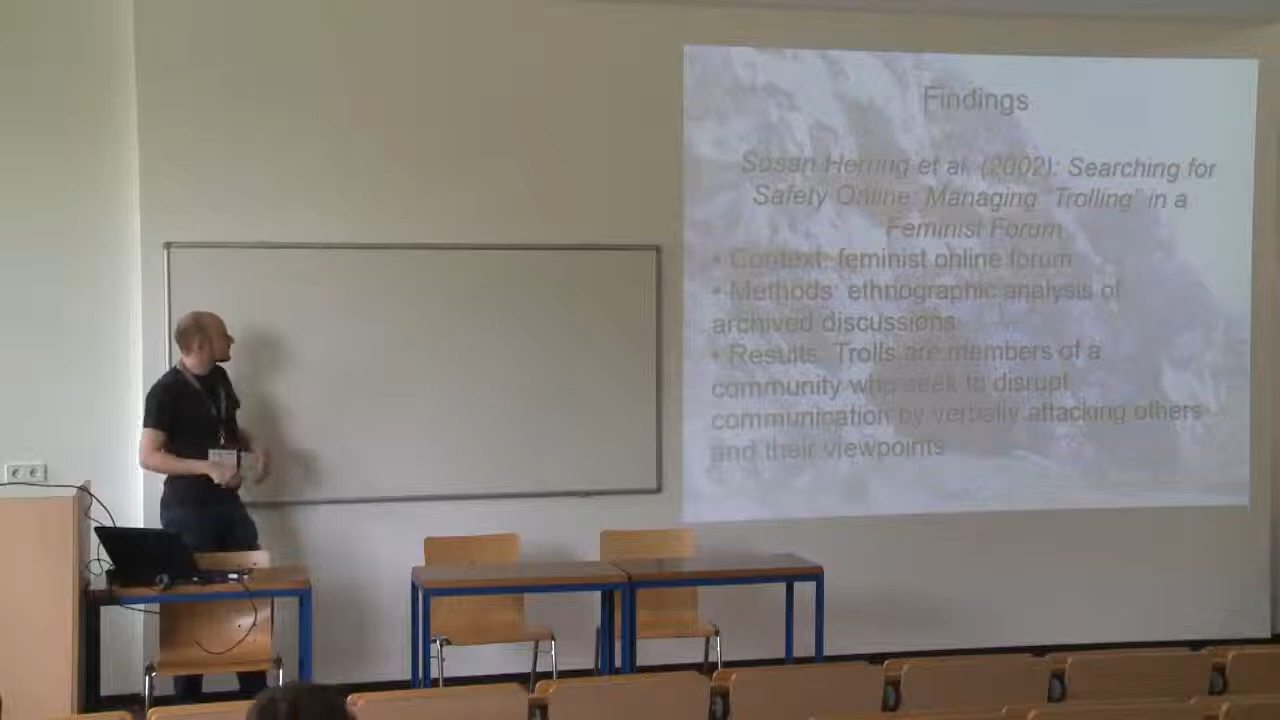 Findings
Susan Herring et al. (2002): Searching for
Safety Online: Managing "Trolling" in a
Feminist Forum
• Context: feminist online forum
• Methods: ethnographic analysis of
archived discussions
• Results: Trolls are members of a
community who seek to disrupt
communication by verbally attacking others
and their viewpoints